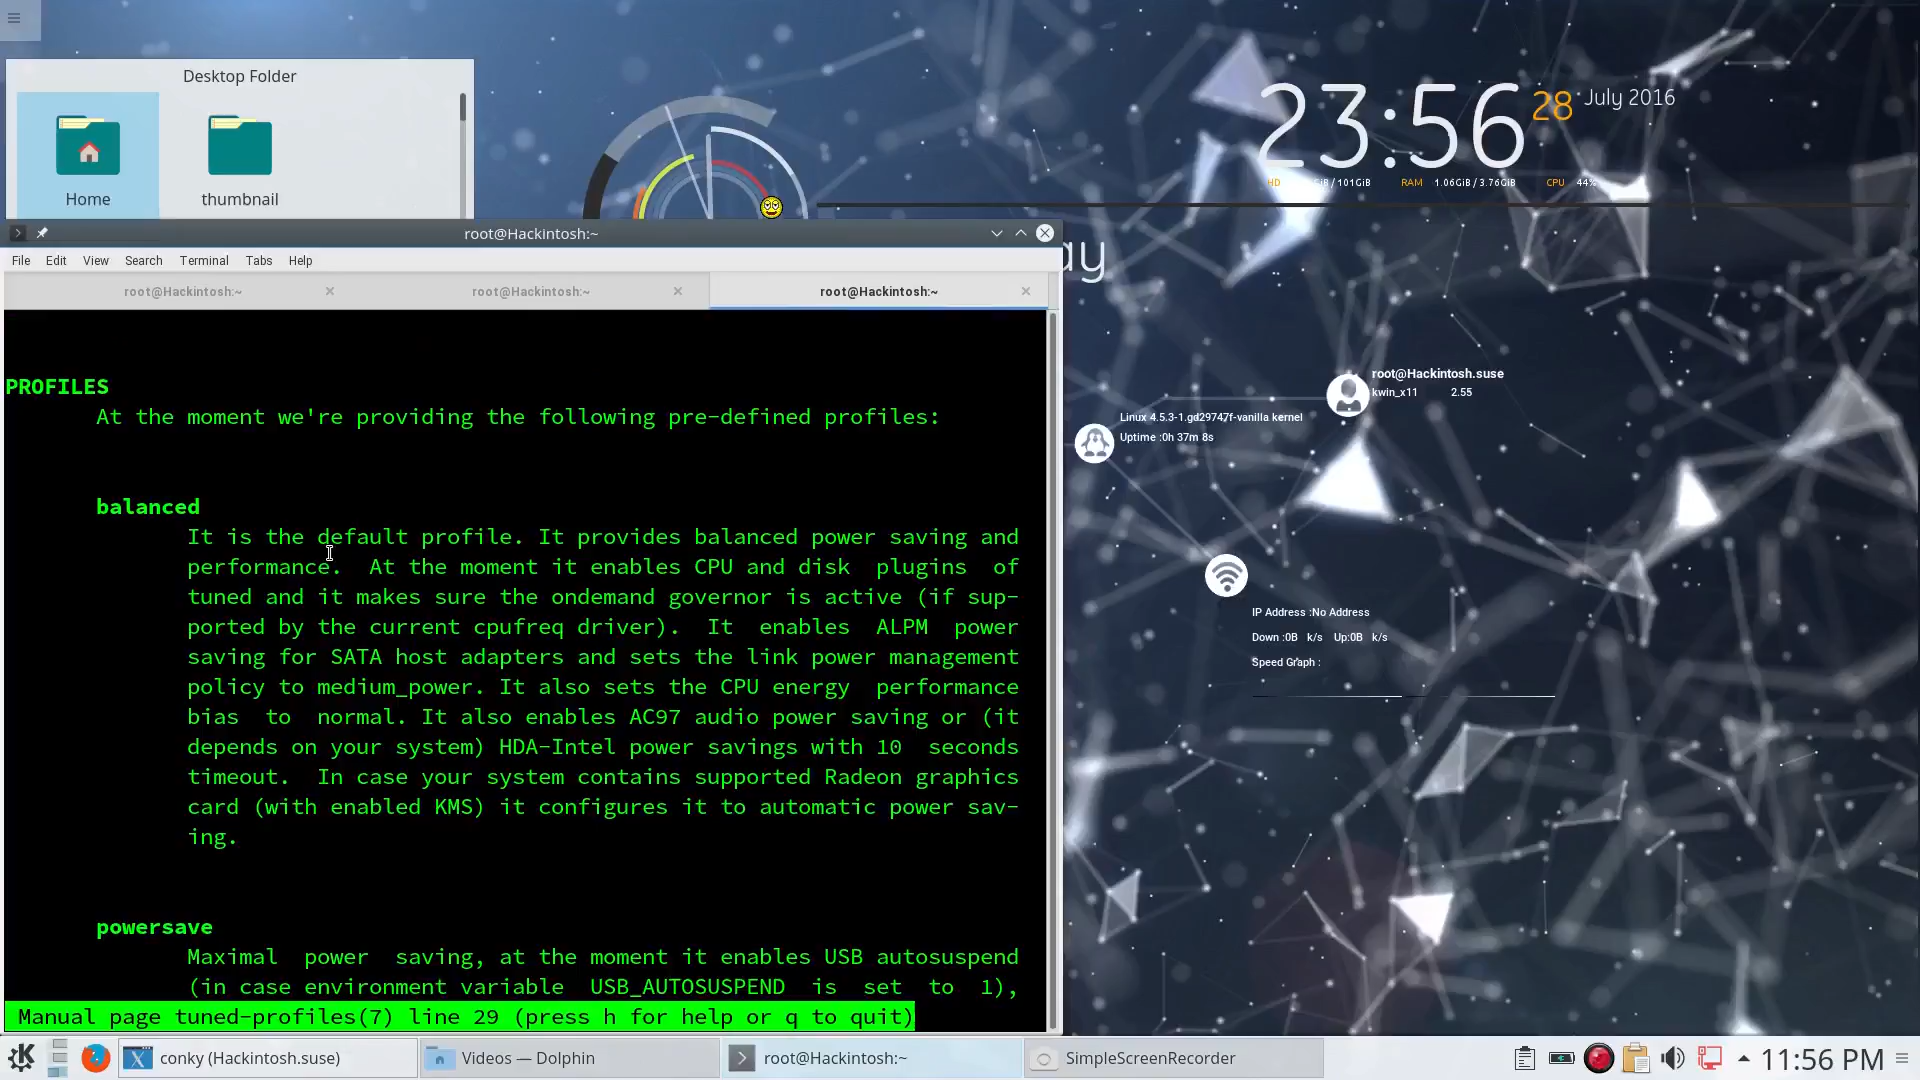 Desktop Folder
Home
thumbnail
23:56 28 July 2016
HD / 101GiB RAM 1.06GiB / 3.76GiB CPU 44%
root@Hackintosh:~
File Edit View Search Terminal Tabs Help
root@Hackintosh:~ root@Hackintosh:~ root@Hackintosh:~
PROFILES
At the moment we're providing the following pre-defined profiles:
balanced
It is the default profile. It provides balanced power saving and
performance. At the moment it enables CPU and disk plugins of
tuned and it makes sure the ondemand governor is active (if sup-
ported by the current cpufreq driver). It enables ALPM power
saving for SATA host adapters and sets the link power management
policy to medium_power. It also sets the CPU energy performance
bias to normal. It also enables AC97 audio power saving or (it
depends on your system) HDA-Intel power savings with 10 seconds
timeout. In case your system contains supported Radeon graphics
card (with enabled KMS) it configures it to automatic power sav-
ing.
powersave
Maximal power saving, at the moment it enables USB autosuspend
(in case environment variable USB_AUTOSUSPEND is set to 1),
Manual page tuned-profiles(7) line 29 (press h for help or q to quit)
ay
root@Hackintosh.suse
kwin_x11 2.55
Linux 4.5.3-1.gd29747f-vanilla kernel
Uptime :0h 37m 8s
IP Address :No Address
Down :0B k/s Up:0B k/s
Speed Graph :
conky (Hackintosh.suse) Videos — Dolphin root@Hackintosh:~ SimpleScreenRecorder 11:56 PM